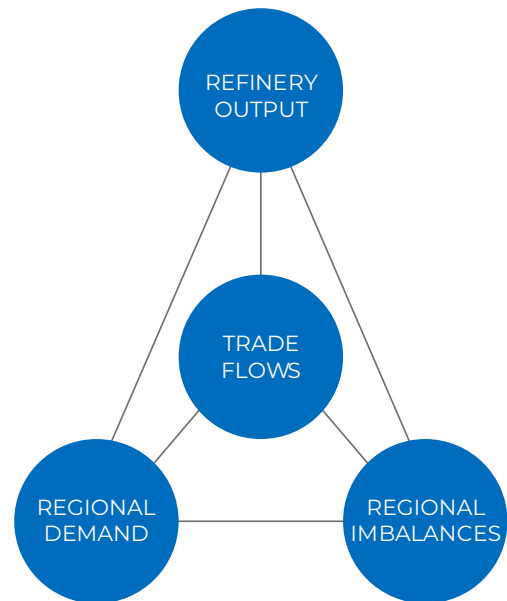 REFINERY
OUTPUT
TRADE
FLOWS
REGIONAL
DEMAND
REGIONAL
IMBALANCES